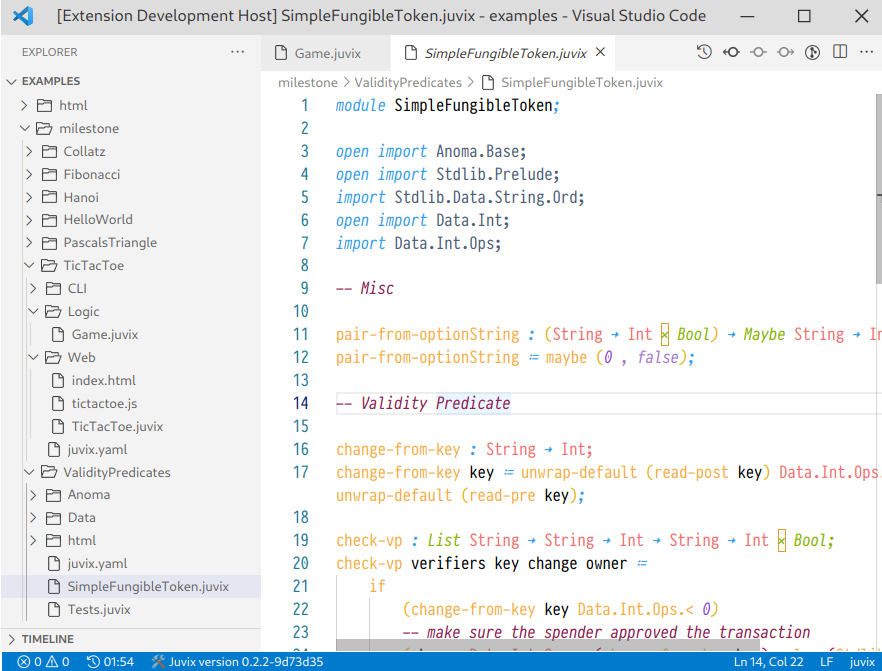 [Extension Development Host] SimpleFungibleToken.juvix - examples - Visual Studio Code
EXPLORER
EXAMPLES
html
milestone
Collatz
Fibonacci
Hanoi
HelloWorld
PascalsTriangle
TicTacToe
CLI
Logic
Game.juvix
Web
index.html
tictactoe.js
TicTacToe.juvix
juvix.yaml
ValidityPredicates
Anoma
Data
html
juvix.yaml
SimpleFungibleToken.juvix
Tests.juvix
TIMELINE
Game.juvix SimpleFungibleToken.juvix
milestone > ValidityPredicates > SimpleFungibleToken.juvix
1 module SimpleFungibleToken;
2
3 open import Anoma.Base;
4 open import Stdlib.Prelude;
5 import Stdlib.Data.String.Ord;
6 open import Data.Int;
7 import Data.Int.Ops;
8
9 -- Misc
10
11 pair-from-optionString : (String → Int × Bool) → Maybe String → In
12 pair-from-optionString ≔ maybe (0 , false);
13
14 -- Validity Predicate
15
16 change-from-key : String → Int;
17 change-from-key key ≔ unwrap-default (read-post key) Data.Int.Ops.
unwrap-default (read-pre key);
18
19 check-vp : List String → String → Int → String → Int × Bool;
20 check-vp verifiers key change owner ≔
21 if
22 (change-from-key key Data.Int.Ops.< 0)
23 -- make sure the spender approved the transaction
0 0 01:54 Juvix version 0.2.2-9d73d35 Ln 14, Col 22 LF juvix